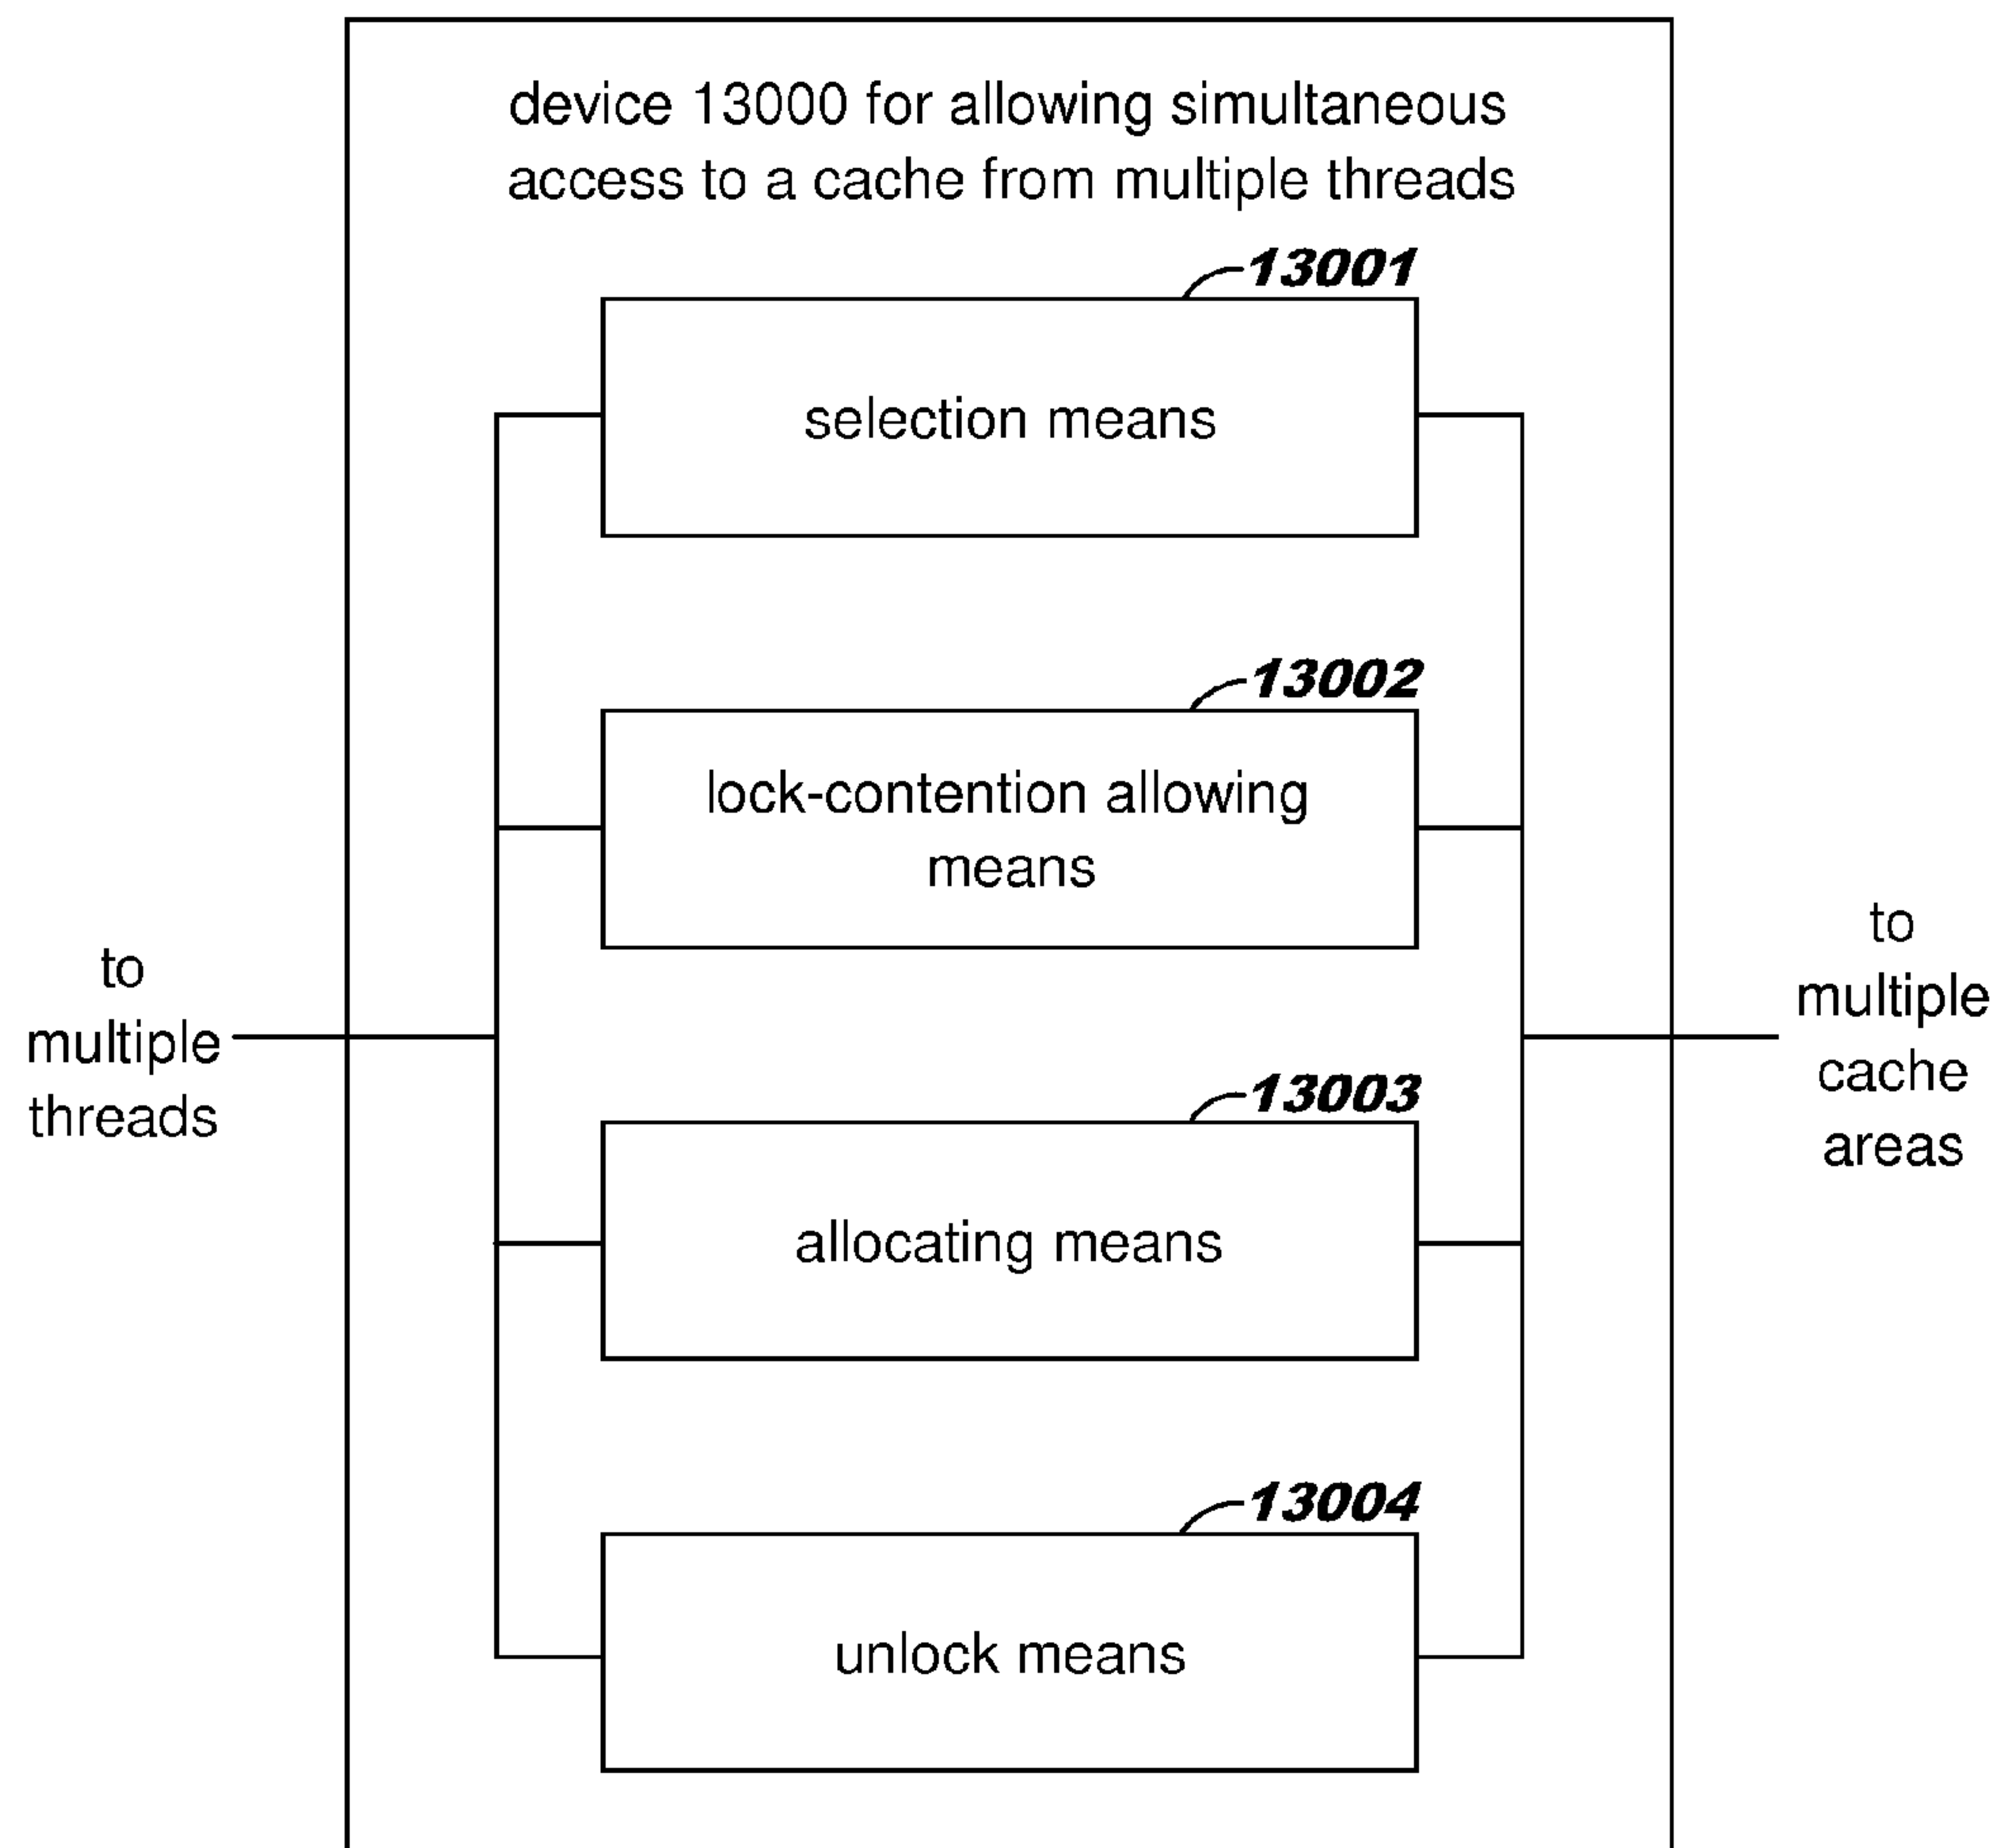 device 13000 for allowing simultaneous
access to a cache from multiple threads
13001
selection means
13002
lock-contention allowing
means
to
multiple
threads
to
multiple
cache
areas
13003
allocating means
13004
unlock means